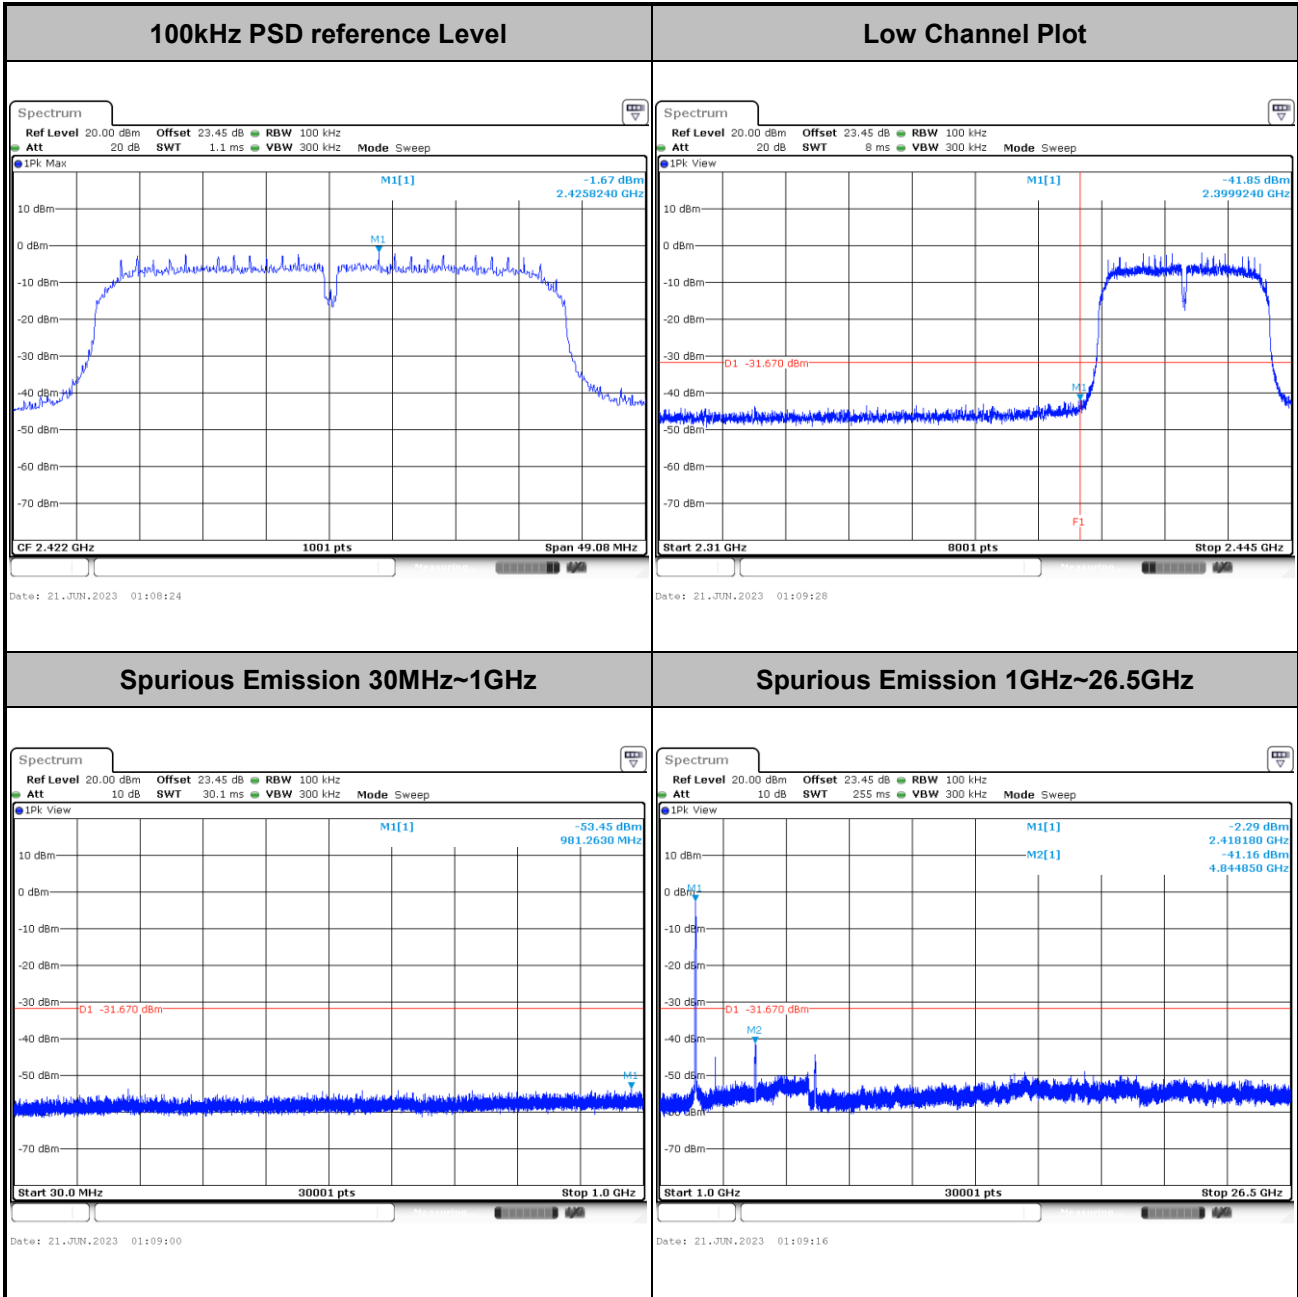 100kHz PSD reference Level
Low Channel Plot
Spectrum
Ref Level 20.00 dBm Offset 23.45 dB RBW 100 kHz
Att 20 dB SWT 1.1 ms VBW 300 kHz Mode Sweep
1Pk Max
M1[1] -1.67 dBm
2.4258240 GHz
10 dBm
M1
0 dBm
-10 dBm
-20 dBm
-30 dBm
-40 dBm
-50 dBm
-60 dBm
-70 dBm
CF 2.422 GHz 1001 pts Span 49.08 MHz
Measuring
Date: 21.JUN.2023 01:08:24
Spectrum
Ref Level 20.00 dBm Offset 23.45 dB RBW 100 kHz
Att 20 dB SWT 8 ms VBW 300 kHz Mode Sweep
1Pk View
M1[1] -41.85 dBm
2.3999240 GHz
10 dBm
0 dBm
-10 dBm
-20 dBm
-30 dBm
D1 -31.670 dBm
M1
-40 dBm
-50 dBm
-60 dBm
-70 dBm
F1
Start 2.31 GHz 8001 pts Stop 2.445 GHz
Measuring
Date: 21.JUN.2023 01:09:28
Spurious Emission 30MHz~1GHz
Spurious Emission 1GHz~26.5GHz
Spectrum
Ref Level 20.00 dBm Offset 23.45 dB RBW 100 kHz
Att 10 dB SWT 30.1 ms VBW 300 kHz Mode Sweep
1Pk View
M1[1] -53.45 dBm
981.2630 MHz
10 dBm
0 dBm
-10 dBm
-20 dBm
-30 dBm
D1 -31.670 dBm
-40 dBm
-50 dBm
M1
-70 dBm
Start 30.0 MHz 30001 pts Stop 1.0 GHz
Measuring
Date: 21.JUN.2023 01:09:00
Spectrum
Ref Level 20.00 dBm Offset 23.45 dB RBW 100 kHz
Att 10 dB SWT 255 ms VBW 300 kHz Mode Sweep
1Pk View
M1[1] -2.29 dBm
2.418180 GHz
M2[1] -41.16 dBm
4.844850 GHz
10 dBm
0 dBm
M1
-10 dBm
-20 dBm
-30 dBm
D1 -31.670 dBm
M2
-40 dBm
-50 dBm
-60 dBm
-70 dBm
Start 1.0 GHz 30001 pts Stop 26.5 GHz
Measuring
Date: 21.JUN.2023 01:09:16